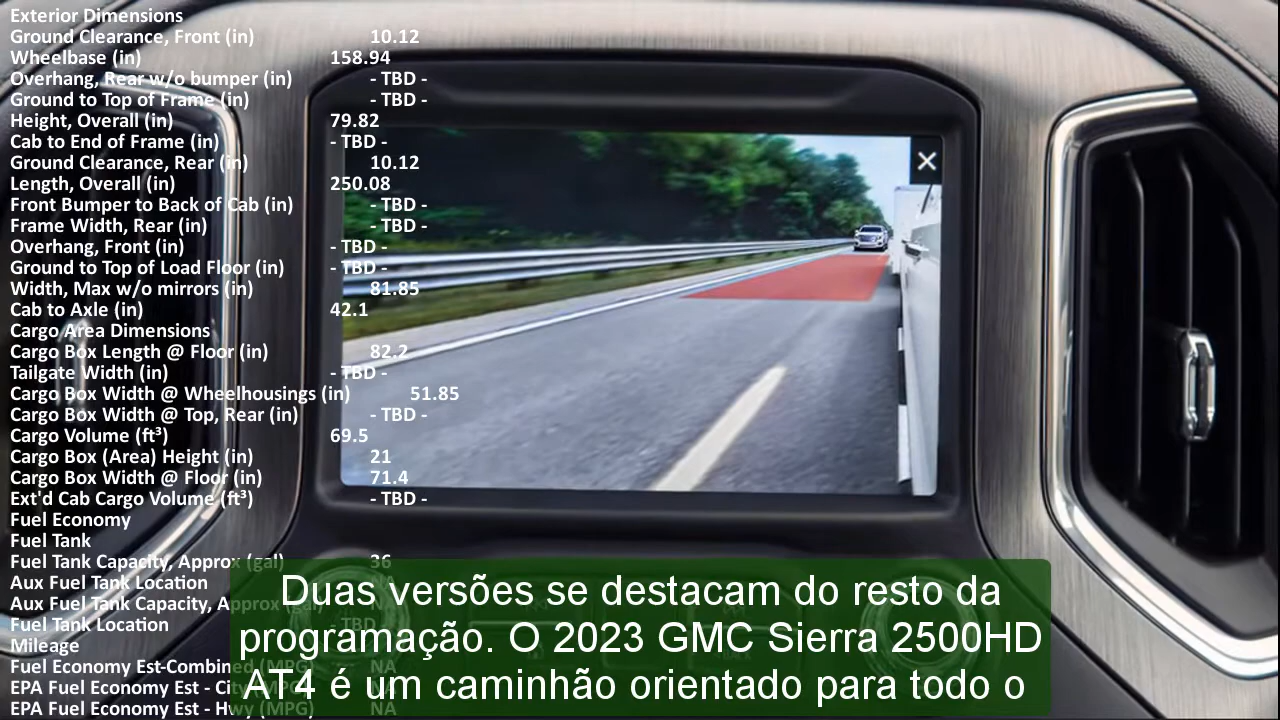 Exterior Dimensions
Ground Clearance, Front (in) 10.12
Wheelbase (in) 158.94
Overhang, Rear w/o bumper (in) - TBD -
Ground to Top of Frame (in) - TBD -
Height, Overall (in) 79.82
Cab to End of Frame (in) - TBD -
Ground Clearance, Rear (in) 10.12
Length, Overall (in) 250.08
Front Bumper to Back of Cab (in) - TBD -
Frame Width, Rear (in) - TBD -
Overhang, Front (in) - TBD -
Ground to Top of Load Floor (in) - TBD -
Width, Max w/o mirrors (in) 81.85
Cab to Axle (in) 42.1
Cargo Area Dimensions
Cargo Box Length @ Floor (in) 82.2
Tailgate Width (in) - TBD -
Cargo Box Width @ Wheelhousings (in) 51.85
Cargo Box Width @ Top, Rear (in) - TBD -
Cargo Volume (ft³) 69.5
Cargo Box (Area) Height (in) 21
Cargo Box Width @ Floor (in) 71.4
Ext'd Cab Cargo Volume (ft³) - TBD -
Fuel Economy
Fuel Tank
Fuel Tank Capacity, Approx (gal) 36
Aux Fuel Tank Location NA
Aux Fuel Tank Capacity, Approx (gal) NA
Fuel Tank Location - TBD -
Mileage
Fuel Economy Est-Combined (MPG) NA
EPA Fuel Economy Est - City (MPG) NA
EPA Fuel Economy Est - Hwy (MPG) NA
Duas versões se destacam do resto da
programação. O 2023 GMC Sierra 2500HD
AT4 é um caminhão orientado para todo o